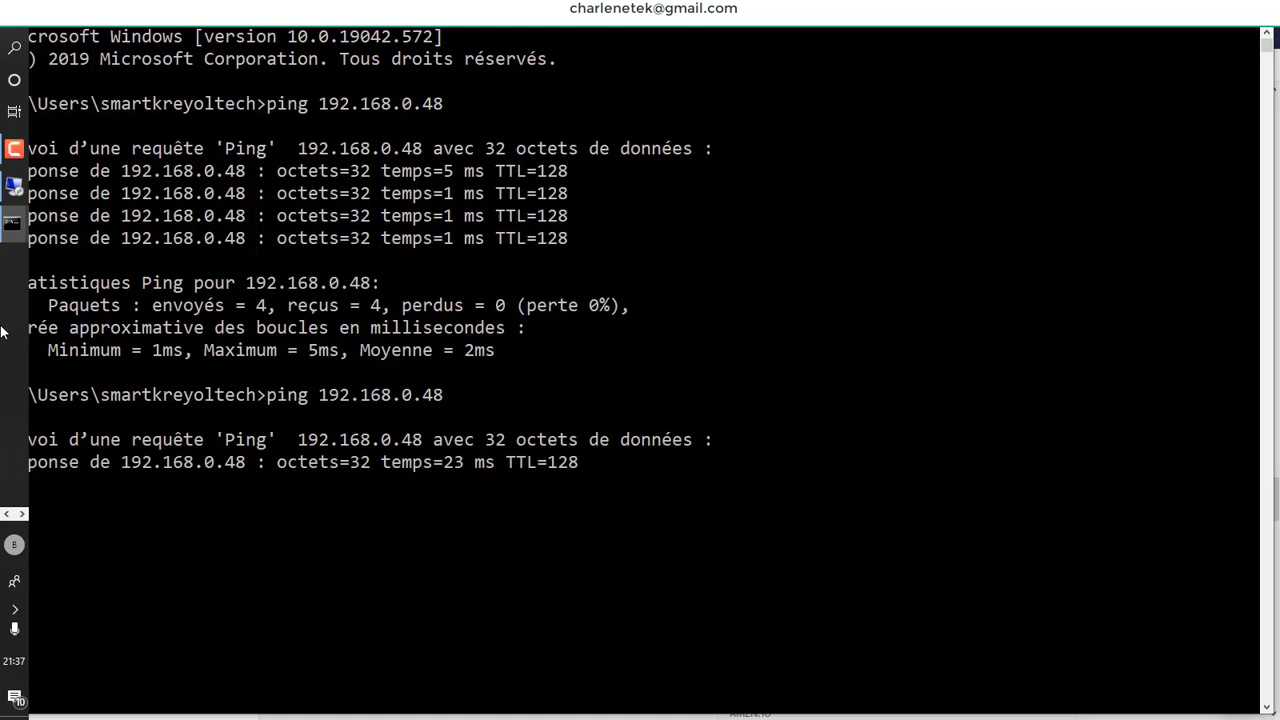 charlenetek@gmail.com
crosoft Windows [version 10.0.19042.572]
) 2019 Microsoft Corporation. Tous droits réservés.
\Users\smartkreyoltech>ping 192.168.0.48
voi d’une requête 'Ping'  192.168.0.48 avec 32 octets de données :
ponse de 192.168.0.48 : octets=32 temps=5 ms TTL=128
ponse de 192.168.0.48 : octets=32 temps=1 ms TTL=128
ponse de 192.168.0.48 : octets=32 temps=1 ms TTL=128
ponse de 192.168.0.48 : octets=32 temps=1 ms TTL=128
atistiques Ping pour 192.168.0.48:
Paquets : envoyés = 4, reçus = 4, perdus = 0 (perte 0%),
rée approximative des boucles en millisecondes :
Minimum = 1ms, Maximum = 5ms, Moyenne = 2ms
\Users\smartkreyoltech>ping 192.168.0.48
voi d’une requête 'Ping'  192.168.0.48 avec 32 octets de données :
ponse de 192.168.0.48 : octets=32 temps=23 ms TTL=128
B
21:37
10